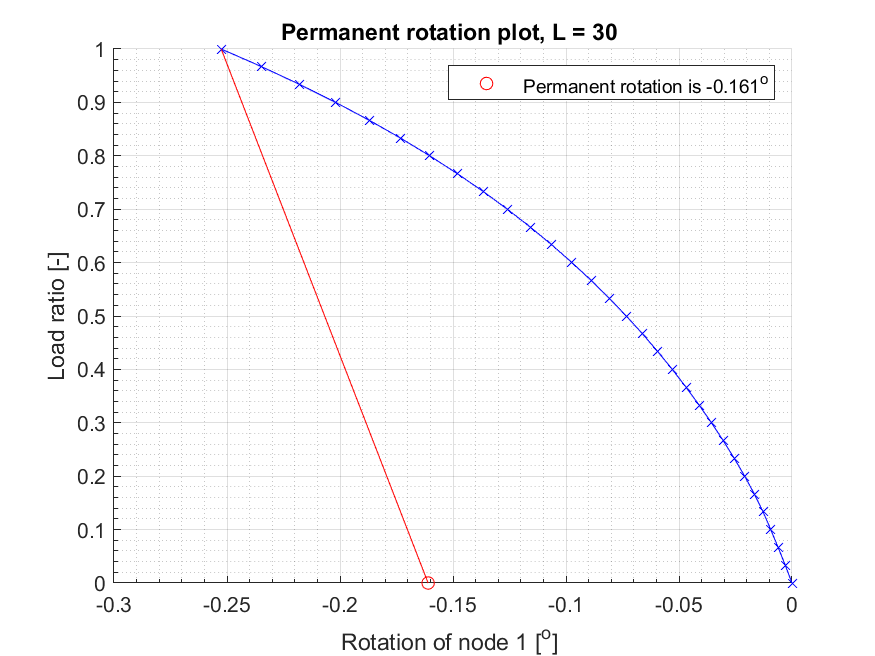 Permanent rotation plot, L = 30
Permanent rotation is -0.161°
Load ratio [-]
1
0.9
0.8
0.7
0.6
0.5
0.4
0.3
0.2
0.1
0
-0.3 -0.25 -0.2 -0.15 -0.1 -0.05 0
Rotation of node 1 [°]